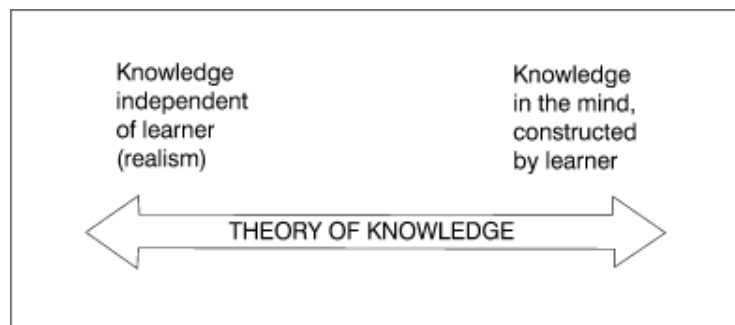 Knowledge
independent
of learner
(realism)
Knowledge
in the mind,
constructed
by learner
THEORY OF KNOWLEDGE